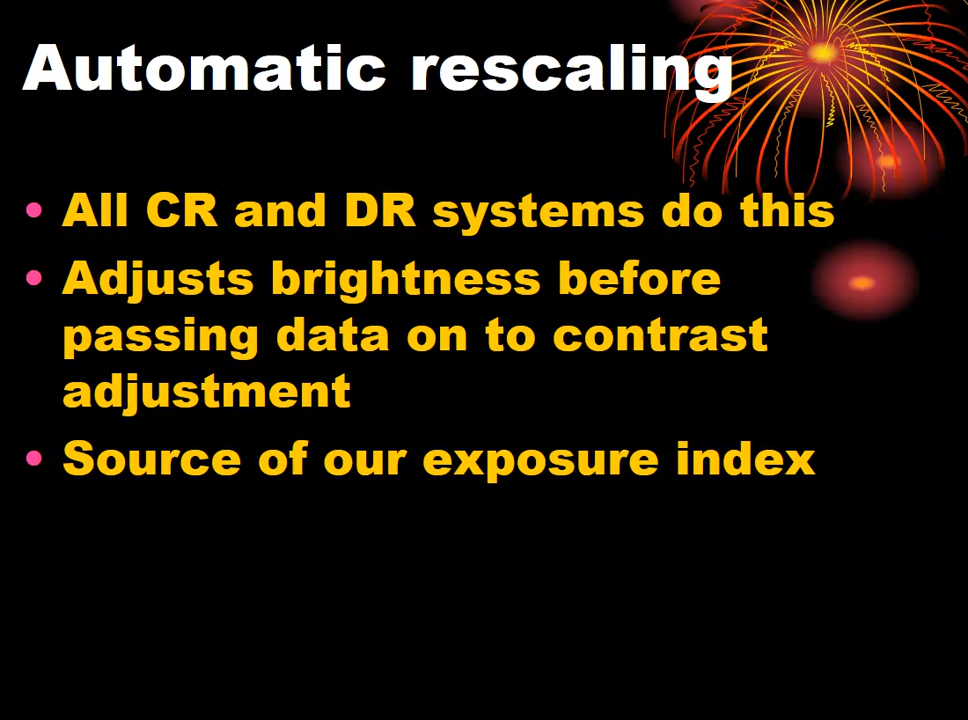 Automatic rescaling
• All CR and DR systems do this
• Adjusts brightness before
passing data on to contrast
adjustment
• Source of our exposure index